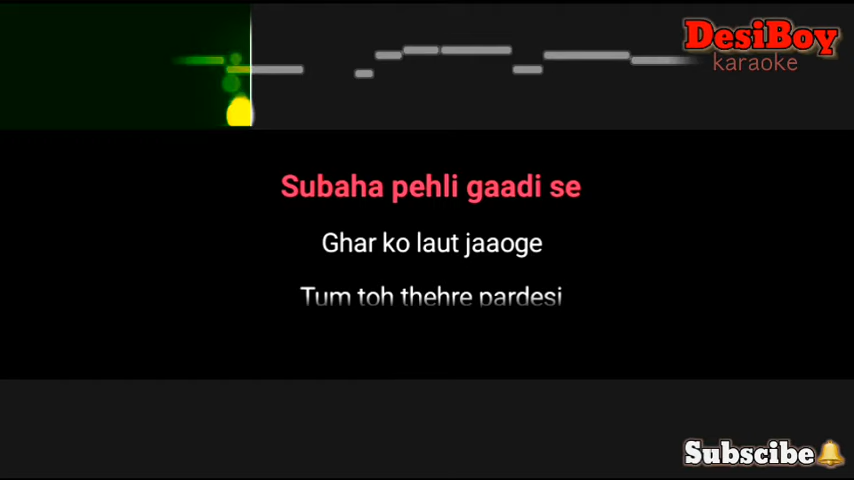 DesiBoy
karaoke
Subaha pehli gaadi se
Ghar ko laut jaaoge
Tum toh thehre pardesi
Subscibe